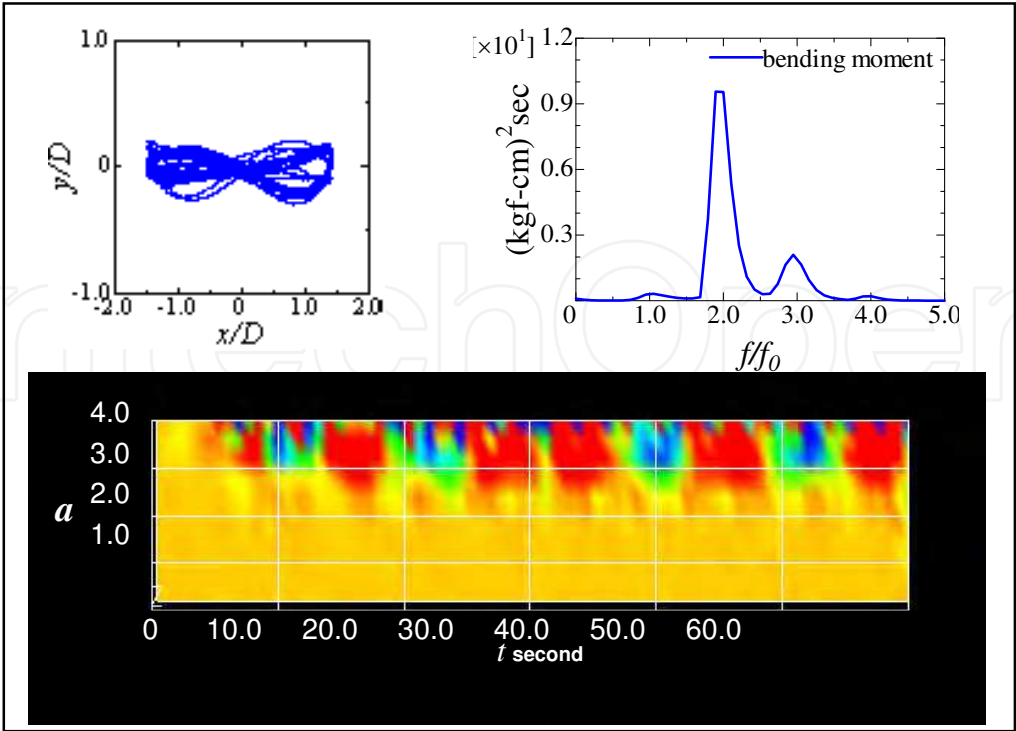 1.0
0
-1.0
y/D
-2.0 -1.0 0 1.0 2.0
x/D
[×10¹] 1.2
0.9
0.6
0.3
(kgf-cm)²sec
bending moment
0 1.0 2.0 3.0 4.0 5.0
f/f₀
4.0
3.0
2.0
1.0
a
0 10.0 20.0 30.0 40.0 50.0 60.0
t second